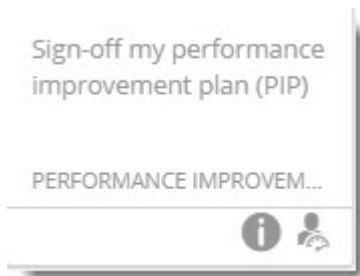 Sign-off my performance
improvement plan (PIP)
PERFORMANCE IMPROVEM...